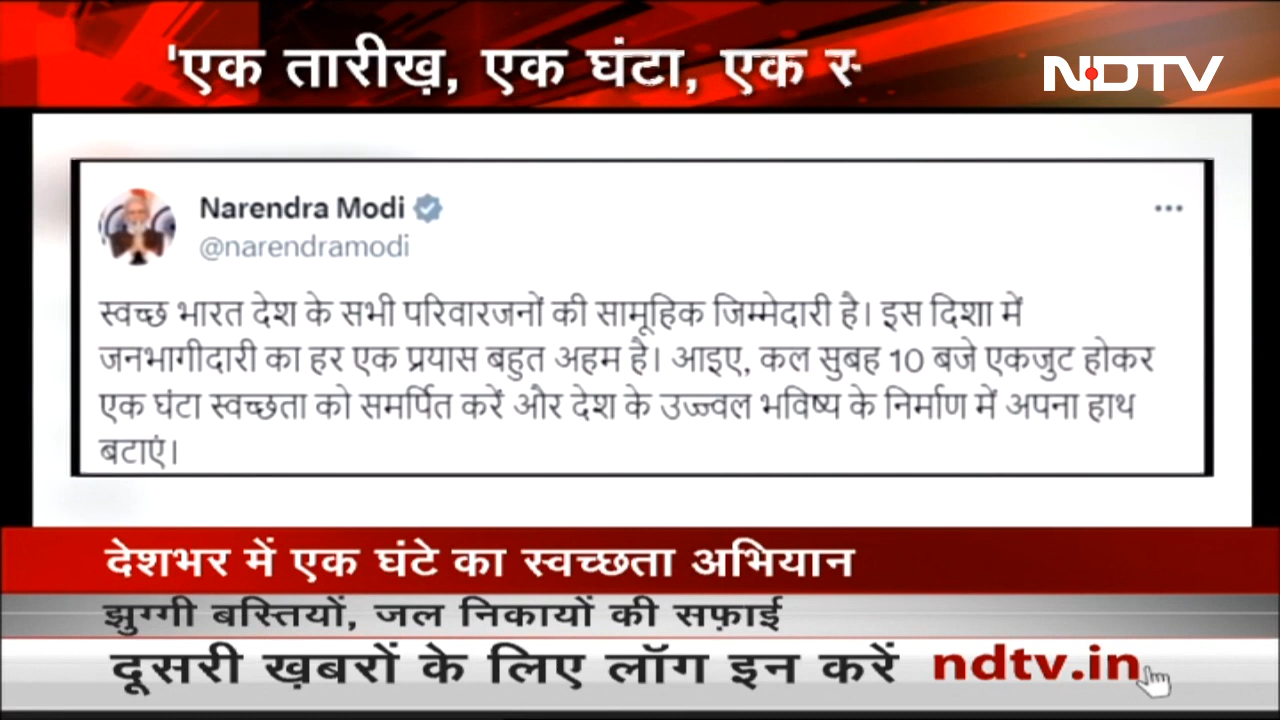 'एक तारीख़, एक घंटा, एक
NDTV
Narendra Modi
@narendramodi
स्वच्छ भारत देश के सभी परिवारजनों की सामूहिक जिम्मेदारी है। इस दिशा में
जनभागीदारी का हर एक प्रयास बहुत अहम है। आइए, कल सुबह 10 बजे एकजुट होकर
एक घंटा स्वच्छता को समर्पित करें और देश के उज्ज्वल भविष्य के निर्माण में अपना हाथ
बटाएं।
देशभर में एक घंटे का स्वच्छता अभियान
झुग्गी बस्तियों, जल निकायों की सफ़ाई
दूसरी ख़बरों के लिए लॉग इन करें ndtv.in